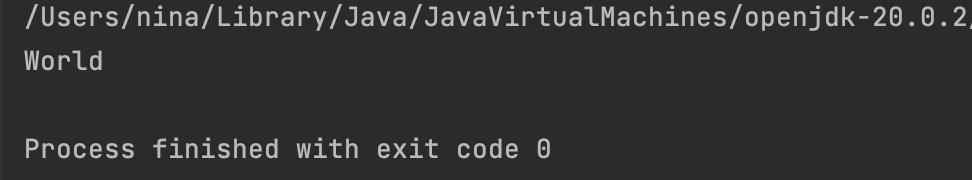 /Users/nina/Library/Java/JavaVirtualMachines/openjdk-20.0.2/
World
Process finished with exit code 0